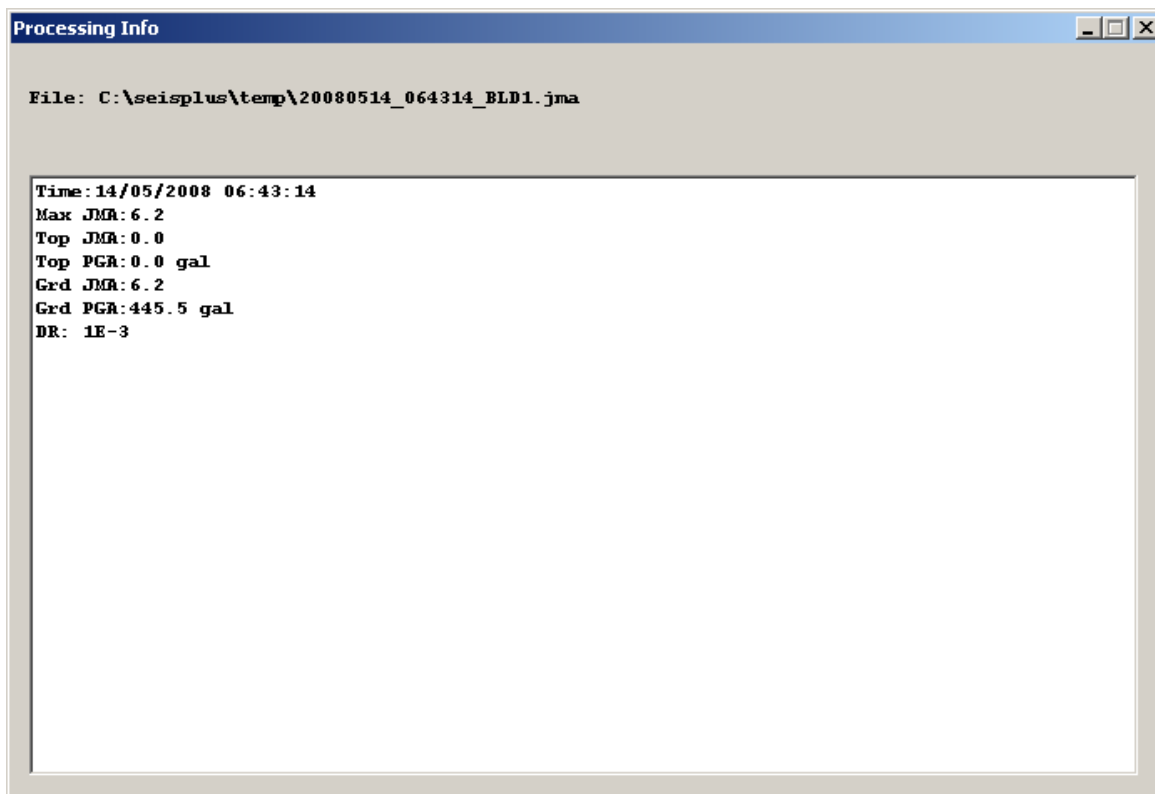 Processing Info
File: C:\seisplus\temp\20080514_064314_BLD1.jma
Time:14/05/2008 06:43:14
Max JMA:6.2
Top JMA:0.0
Top PGA:0.0 gal
Grd JMA:6.2
Grd PGA:445.5 gal
DR: 1E-3